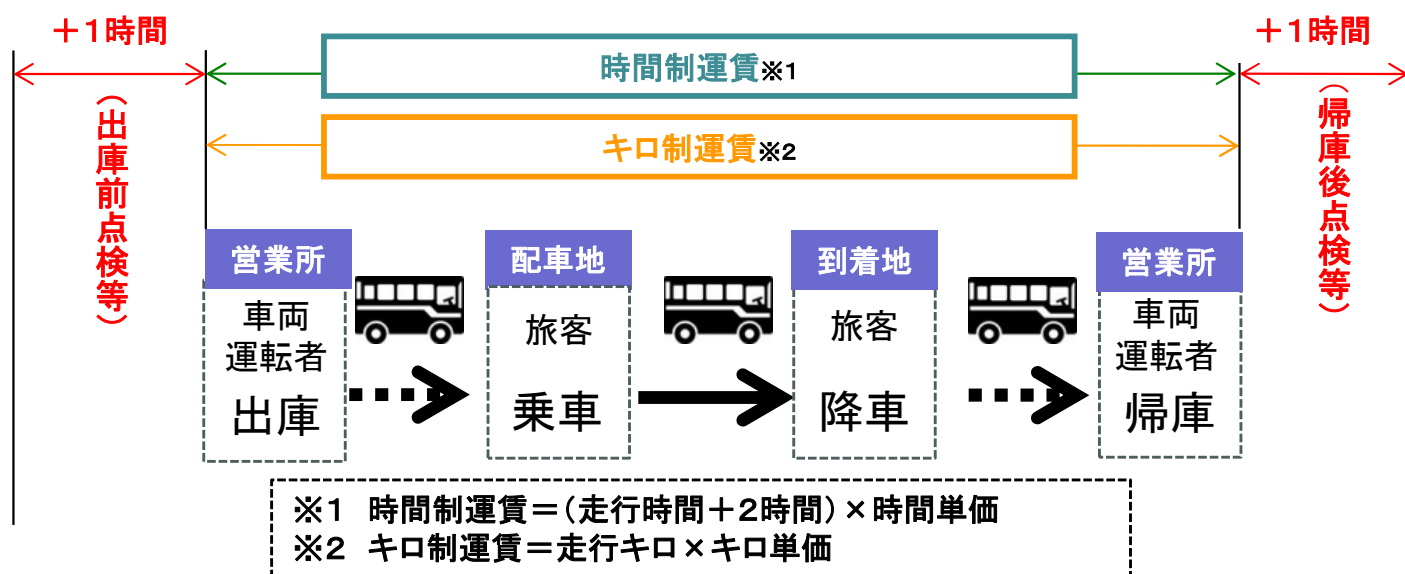 +1時間
+1時間
時間制運賃※1
(出庫前点検等)
(帰庫後点検等)
キロ制運賃※2
営業所
車両
運転者
出庫
配車地
旅客
乗車
到着地
旅客
降車
営業所
車両
運転者
帰庫
※1 時間制運賃=(走行時間+2時間)×時間単価
※2 キロ制運賃=走行キロ×キロ単価